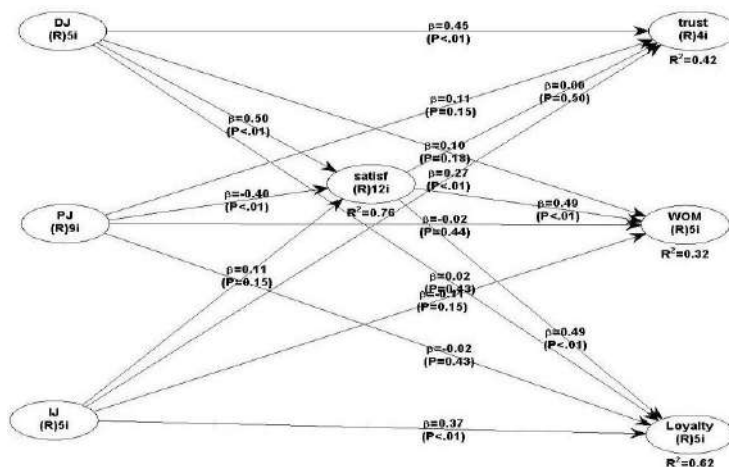 DJ
(R)5i
trust
(R)4i
R²=0.42
β=0.45
(P<.01)
β=0.11
(P=0.15)
β=0.00
(P=0.50)
β=0.50
(P<.01)
β=0.10
(P=0.18)
β=0.27
(P<.01)
satisf
(R)12i
R²=0.76
β=-0.40
(P<.01)
β=0.49
(P<.01)
PJ
(R)9i
β=-0.02
(P=0.44)
WOM
(R)5i
R²=0.32
β=0.11
(P=0.15)
β=0.02
(P=0.43)
β=-0.11
(P=0.15)
β=-0.02
(P=0.43)
β=0.49
(P<.01)
IJ
(R)5i
β=0.37
(P<.01)
Loyalty
(R)5i
R²=0.62